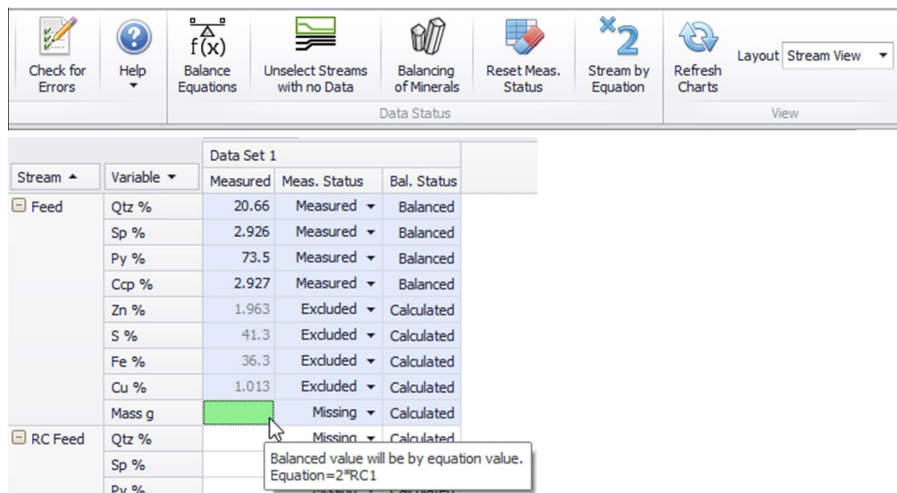 Check for Errors
Help
f(x)
Balance Equations
Unselect Streams with no Data
Balancing of Minerals
Reset Meas. Status
×2
Stream by Equation
Refresh Charts
Layout Stream View
Data Status
View
Data Set 1
Stream Variable Measured Meas. Status Bal. Status
Feed Qtz % 20.66 Measured Balanced
Sp % 2.926 Measured Balanced
Py % 73.5 Measured Balanced
Ccp % 2.927 Measured Balanced
Zn % 1.963 Excluded Calculated
S % 41.3 Excluded Calculated
Fe % 36.3 Excluded Calculated
Cu % 1.013 Excluded Calculated
Mass g Missing Calculated
RC Feed Qtz % Missing Calculated
Sp %
Balanced value will be by equation value.
Equation=2*RC1
Py %